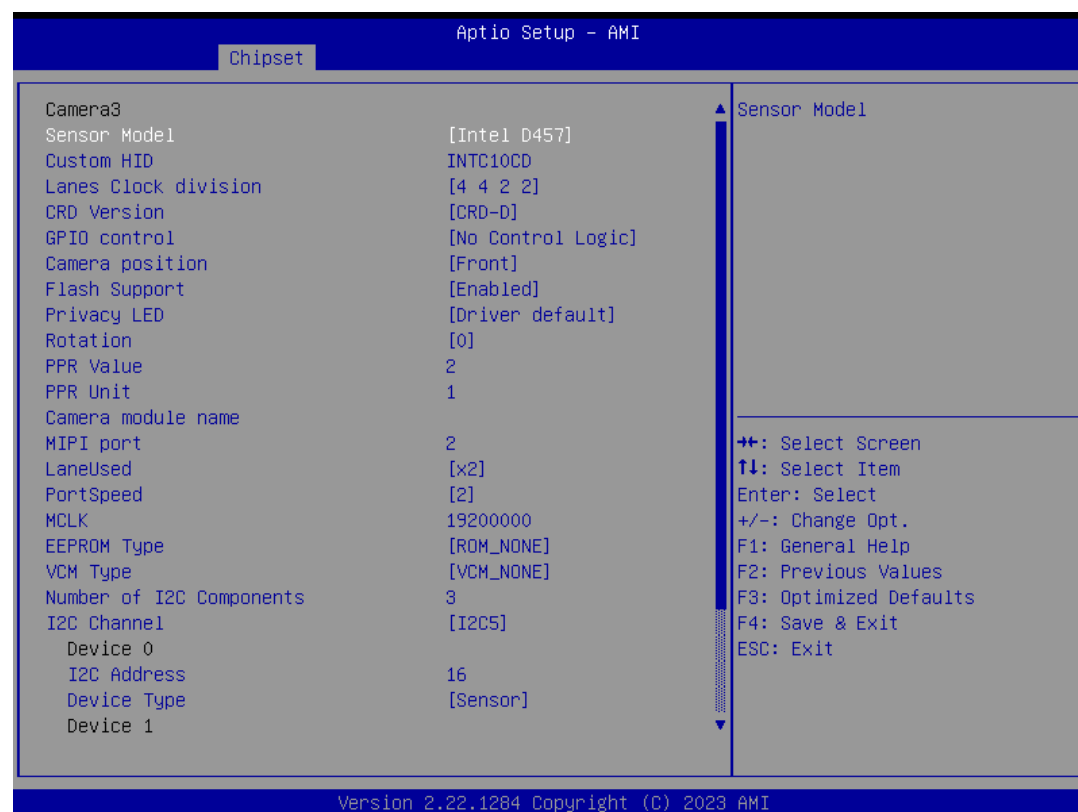 Aptio Setup – AMI
Chipset
Camera3
Sensor Model [Intel D457]
Custom HID INTC10CD
Lanes Clock division [4 4 2 2]
CRD Version [CRD-D]
GPIO control [No Control Logic]
Camera position [Front]
Flash Support [Enabled]
Privacy LED [Driver default]
Rotation [0]
PPR Value 2
PPR Unit 1
Camera module name
MIPI port 2
LaneUsed [x2]
PortSpeed [2]
MCLK 19200000
EEPROM Type [ROM_NONE]
VCM Type [VCM_NONE]
Number of I2C Components 3
I2C Channel [I2C5]
Device 0
I2C Address 16
Device Type [Sensor]
Device 1
Sensor Model
→←: Select Screen
↑↓: Select Item
Enter: Select
+/-: Change Opt.
F1: General Help
F2: Previous Values
F3: Optimized Defaults
F4: Save & Exit
ESC: Exit
Version 2.22.1284 Copyright (C) 2023 AMI